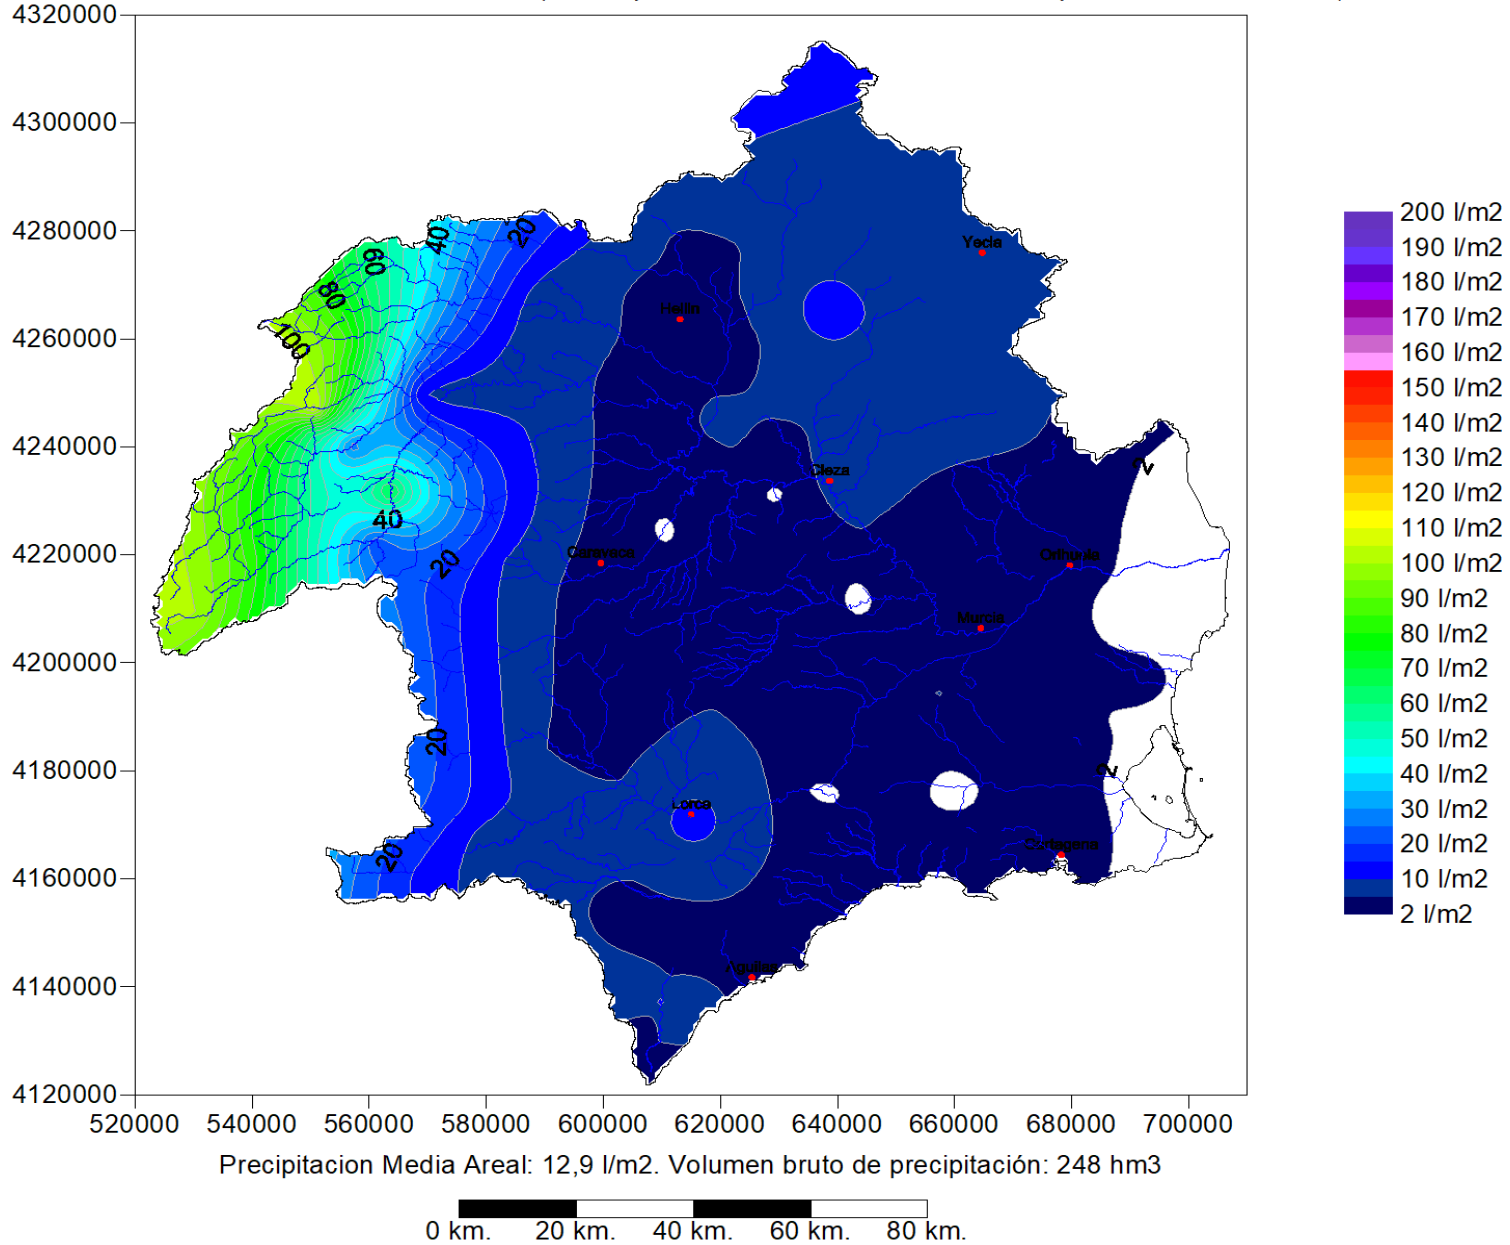 4320000
4300000
4280000
4260000
4240000
4220000
4200000
4180000
4160000
4140000
4120000
520000 540000 560000 580000 600000 620000 640000 660000 680000 700000
20
40
60
80
100
40
20
20
20
2
2
Yecla
Hellin
Cieza
Caravaca
Orihuela
Murcia
Lorca
Cartagena
Aguilas
200 l/m2
190 l/m2
180 l/m2
170 l/m2
160 l/m2
150 l/m2
140 l/m2
130 l/m2
120 l/m2
110 l/m2
100 l/m2
90 l/m2
80 l/m2
70 l/m2
60 l/m2
50 l/m2
40 l/m2
30 l/m2
20 l/m2
10 l/m2
2 l/m2
Precipitacion Media Areal: 12,9 l/m2. Volumen bruto de precipitación: 248 hm3
0 km. 20 km. 40 km. 60 km. 80 km.